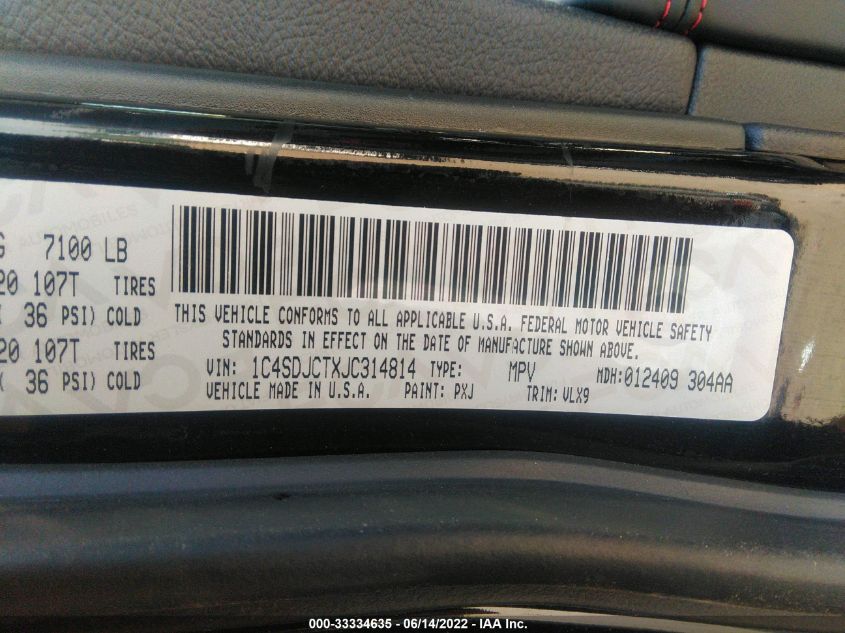 7100 LB
20 107T TIRES
36 PSI) COLD
20 107T TIRES
36 PSI) COLD
THIS VEHICLE CONFORMS TO ALL APPLICABLE U.S.A. FEDERAL MOTOR VEHICLE SAFETY
STANDARDS IN EFFECT ON THE DATE OF MANUFACTURE SHOWN ABOVE.
VIN: 1C4SDJCTXJC314814 TYPE: MPV MDH:012409 304AA
VEHICLE MADE IN U.S.A. PAINT: PXJ TRIM: VLX9
000-33334635 - 06/14/2022 - IAA Inc.